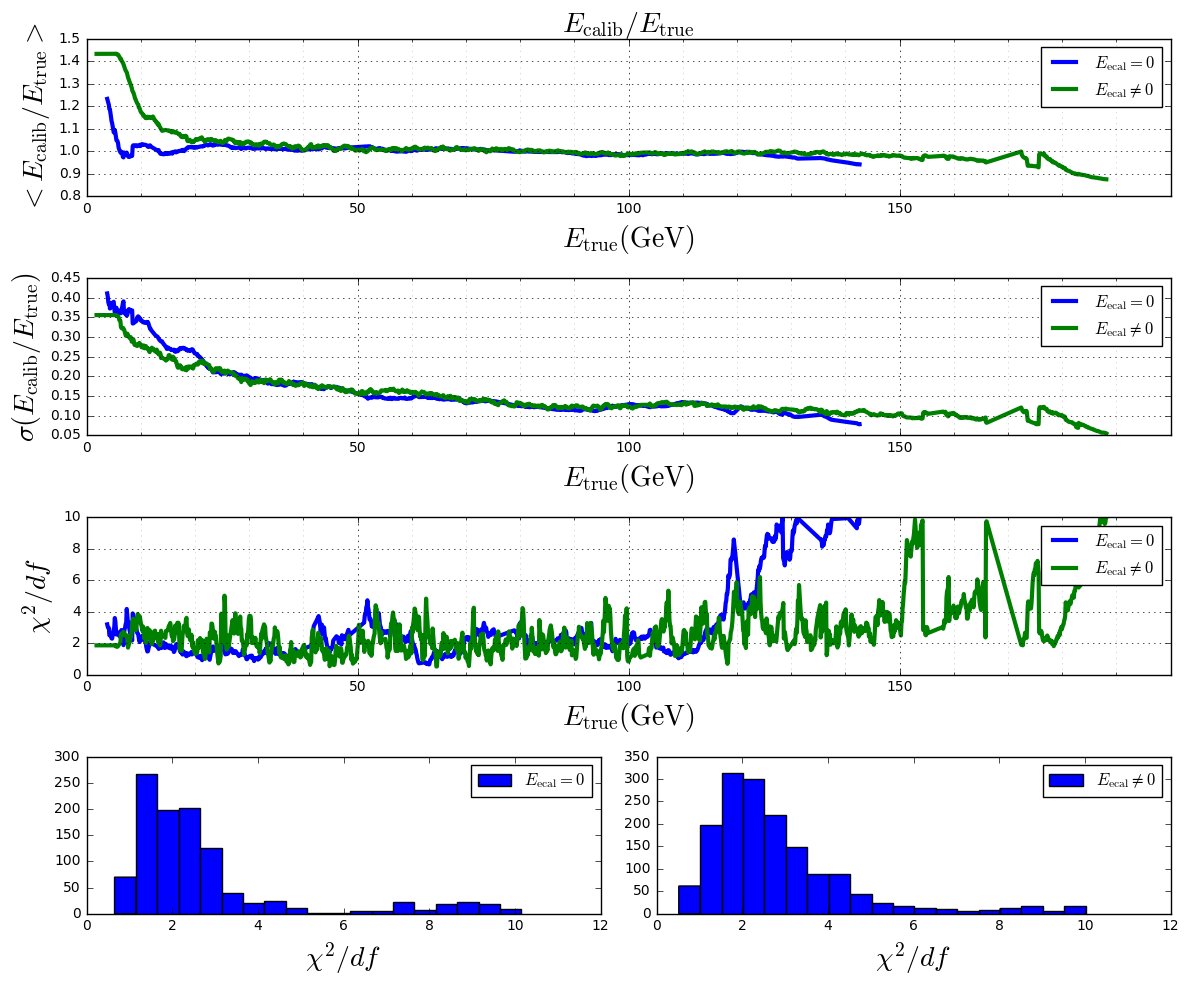 E_calib/E_true
< E_calib/E_true >
1.5
1.4
1.3
1.2
1.1
1.0
0.9
0.8
E_ecal = 0
E_ecal ≠ 0
0 50 100 150
E_true(GeV)
σ(E_calib/E_true)
0.45
0.40
0.35
0.30
0.25
0.20
0.15
0.10
0.05
E_ecal = 0
E_ecal ≠ 0
0 50 100 150
E_true(GeV)
χ²/df
10
8
6
4
2
0
E_ecal = 0
E_ecal ≠ 0
0 50 100 150
E_true(GeV)
300
250
200
150
100
50
0
E_ecal = 0
0 2 4 6 8 10 12
χ²/df
350
300
250
200
150
100
50
0
E_ecal ≠ 0
0 2 4 6 8 10 12
χ²/df